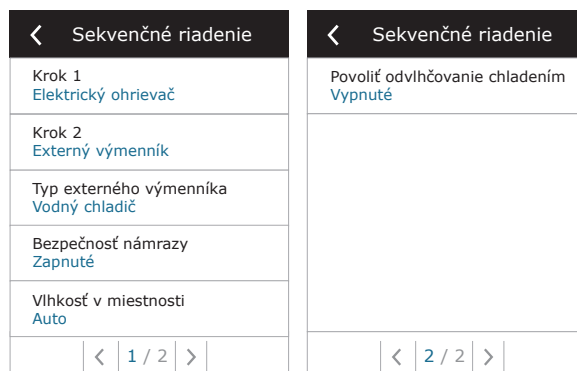 Sekvenčné riadenie
Krok 1
Elektrický ohrievač
Krok 2
Externý výmenník
Typ externého výmenníka
Vodný chladič
Bezpečnosť námrazy
Zapnuté
Vlhkosť v miestnosti
Auto
1 / 2
Sekvenčné riadenie
Povoliť odvlhčovanie chladením
Vypnuté
2 / 2